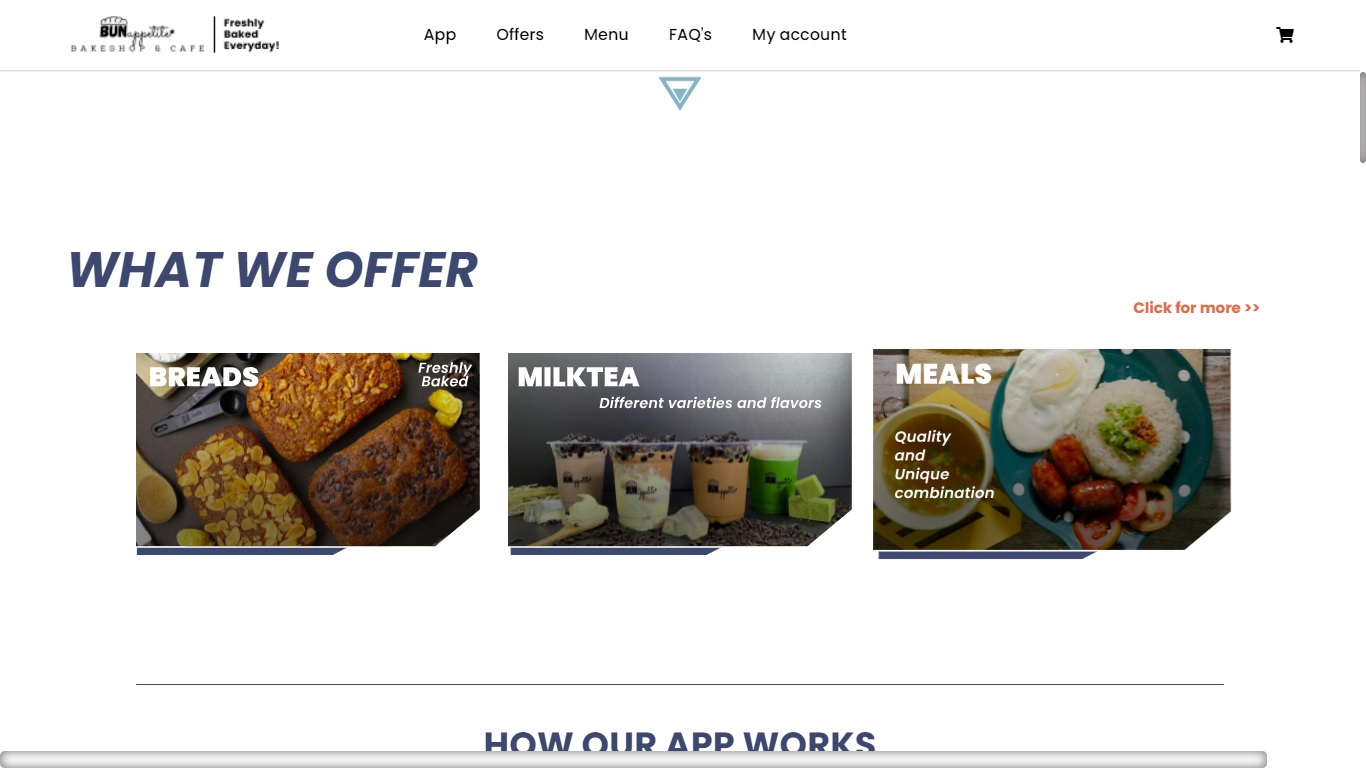 BUNappetite
BAKESHOP & CAFE
Freshly
Baked
Everyday!
App
Offers
Menu
FAQ's
My account
WHAT WE OFFER
Click for more >>
BREADS
Freshly
Baked
MILKTEA
Different varieties and flavors
MEALS
Quality
and
Unique
combination
HOW OUR APP WORKS